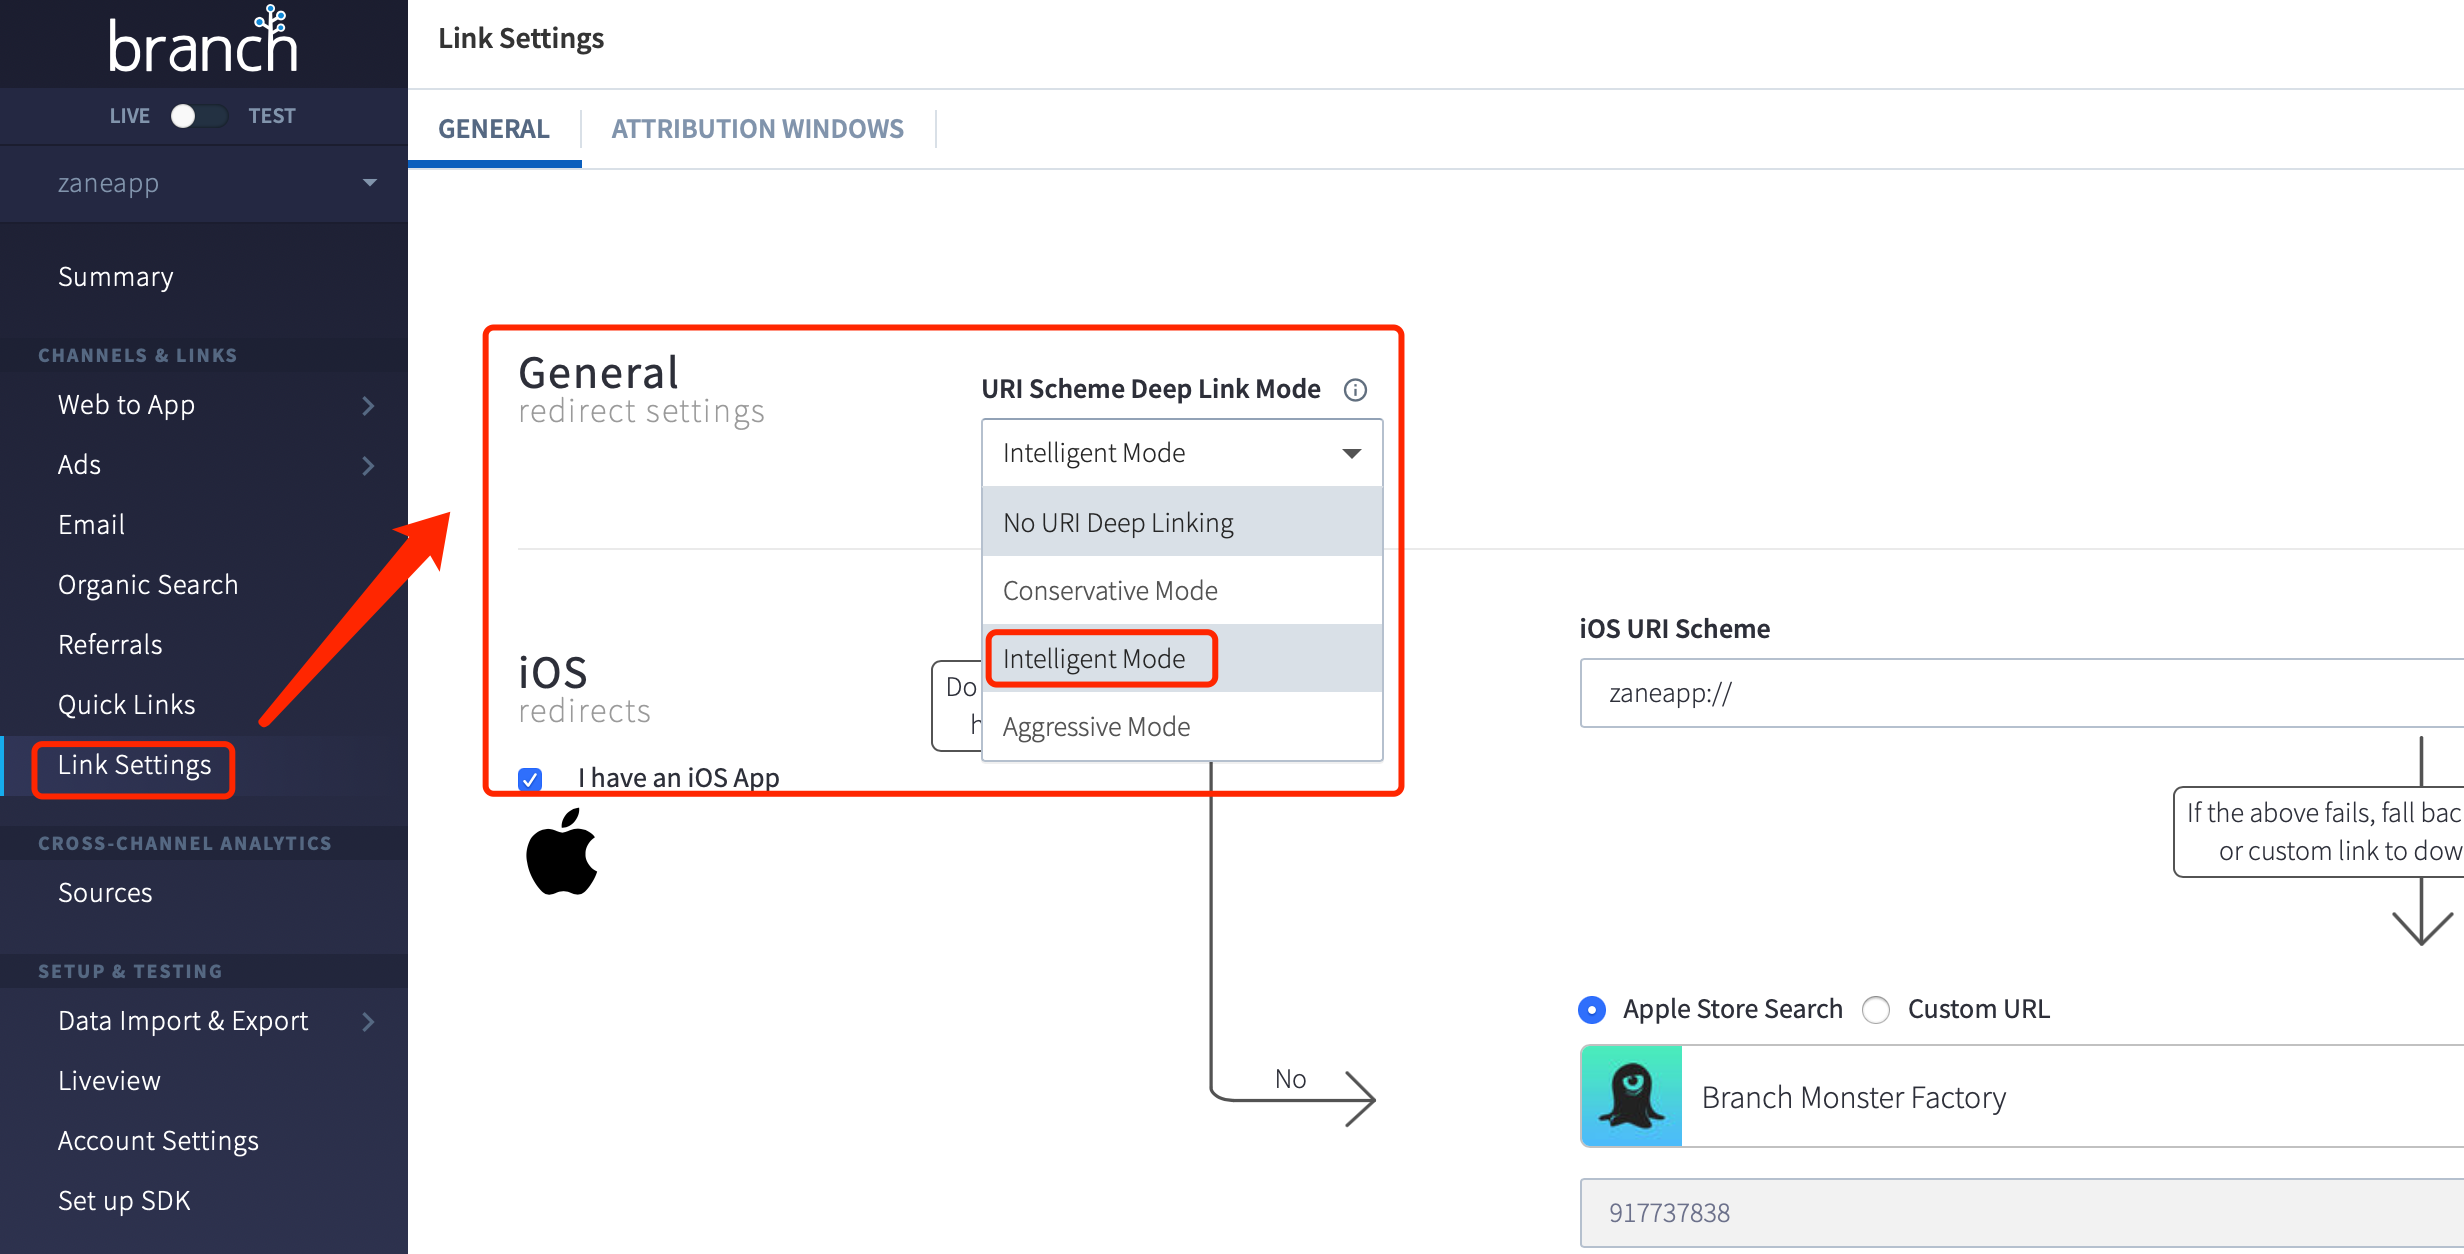 branch
LIVE TEST
zaneapp
Summary
CHANNELS & LINKS
Web to App
Ads
Email
Organic Search
Referrals
Quick Links
Link Settings
CROSS-CHANNEL ANALYTICS
Sources
SETUP & TESTING
Data Import & Export
Liveview
Account Settings
Set up SDK
Link Settings
GENERAL ATTRIBUTION WINDOWS
General
redirect settings
URI Scheme Deep Link Mode
Intelligent Mode
No URI Deep Linking
Conservative Mode
Intelligent Mode
Aggressive Mode
iOS
redirects
Do
h
I have an iOS App
No
iOS URI Scheme
zaneapp://
If the above fails, fall bac
or custom link to dow
Apple Store Search Custom URL
Branch Monster Factory
917737838